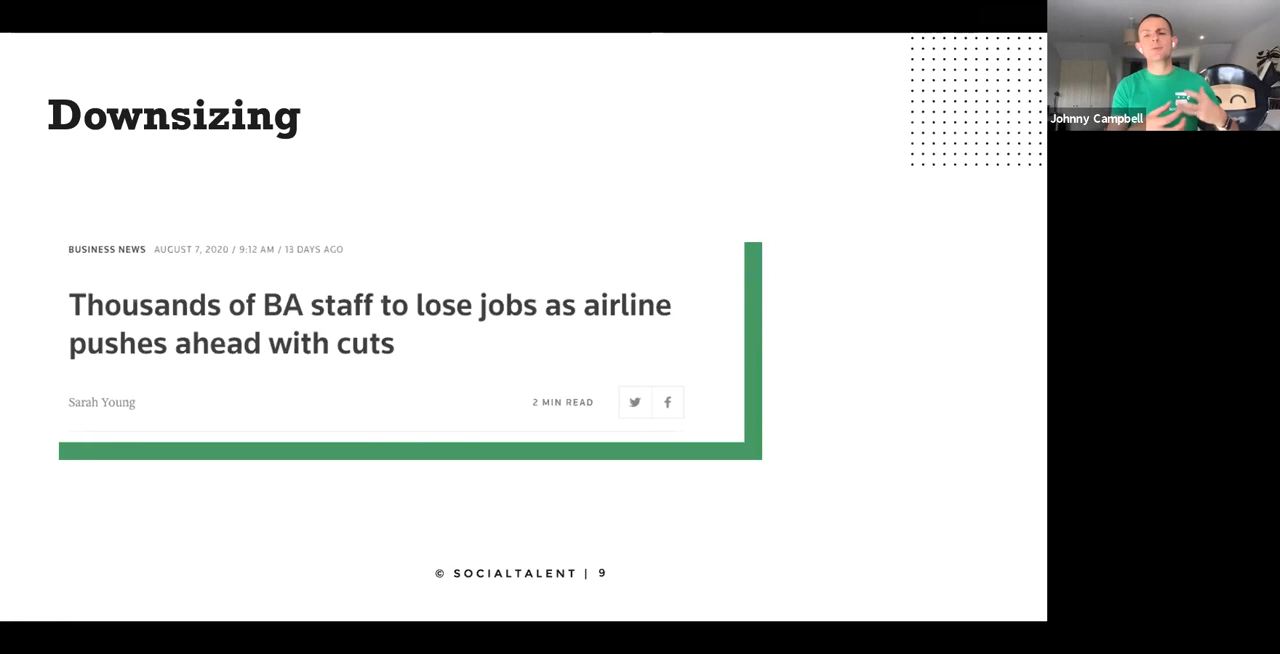 Downsizing
BUSINESS NEWS AUGUST 7, 2020 / 9:12 AM / 13 DAYS AGO
Thousands of BA staff to lose jobs as airline
pushes ahead with cuts
Sarah Young
2 MIN READ
© SOCIALTALENT | 9
Johnny Campbell